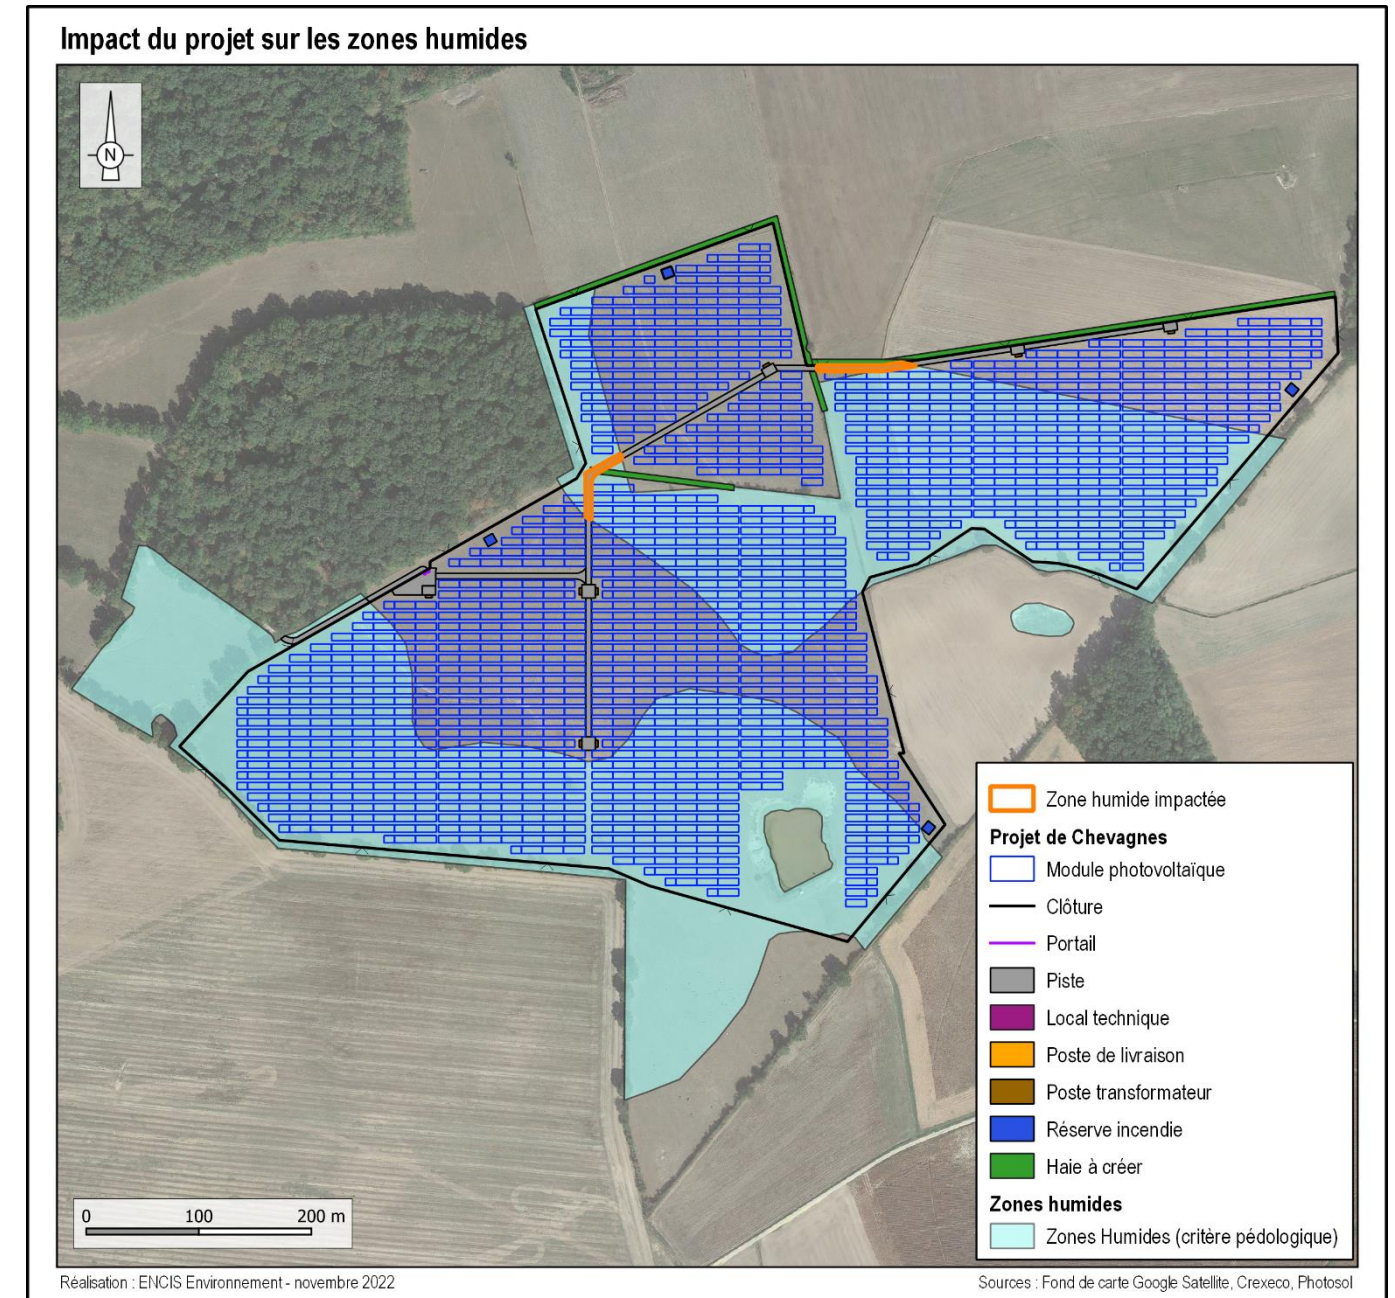 Impact du projet sur les zones humides
N
Zone humide impactée
Projet de Chevagnes
Module photovoltaïque
Clôture
Portail
Piste
Local technique
Poste de livraison
Poste transformateur
Réserve incendie
Haie à créer
Zones humides
Zones Humides (critère pédologique)
0 100 200 m
Réalisation : ENCIS Environnement - novembre 2022
Sources : Fond de carte Google Satellite, Crexeco, Photosol